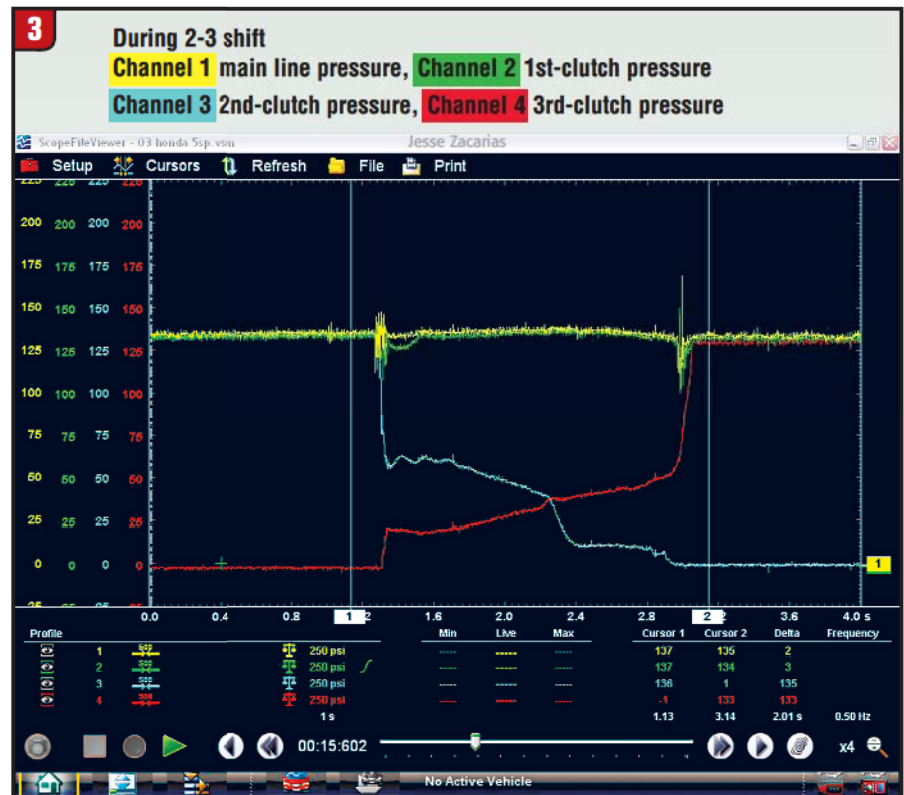 3
During 2-3 shift
Channel 1 main line pressure, Channel 2 1st-clutch pressure
Channel 3 2nd-clutch pressure, Channel 4 3rd-clutch pressure
ScopeFileViewer - 03 honda 5sp.vsm Jesse Zacarias
Setup Cursors Refresh File Print
225 225 225 225
200 200 200 200
175 175 175 175
150 150 150 150
125 125 125 125
100 100 100 100
75 75 75 75
50 50 50 50
25 25 25 25
0 0 0 0 1
0.0 0.4 0.8 1 2 1.6 2.0 2.4 2.8 2 2 3.6 4.0 s
Profile Min Live Max Cursor 1 Cursor 2 Delta Frequency
1 250 psi ----- ----- ----- 137 135 2
2 250 psi ----- ----- ----- 137 134 3
3 250 psi ----- ----- ----- 136 1 135
4 250 psi ----- ----- ----- -1 133 133
1 s 1.13 3.14 2.01 s 0.50 Hz
00:15:602 x4
No Active Vehicle